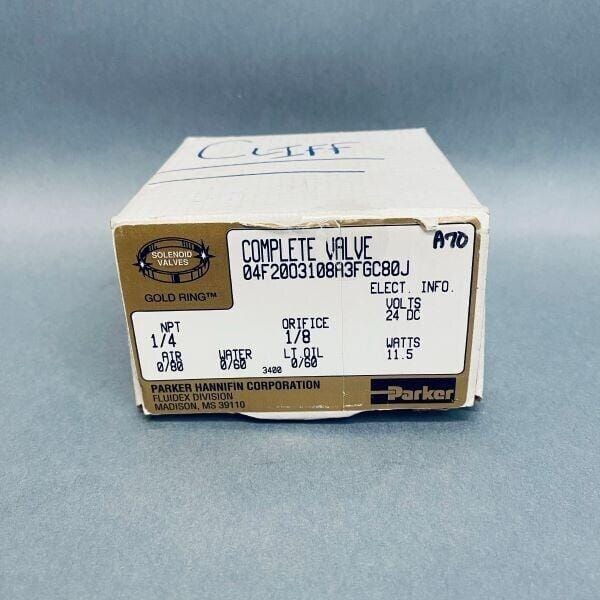 CLIFF
SOLENOID
VALVES
GOLD RING™
COMPLETE VALVE
A70
04F20O3108A3FGC80J
ELECT. INFO.
VOLTS
24 DC
NPT
1/4
ORIFICE
1/8
WATTS
11.5
AIR
0/80
WATER
0/60
LT.OIL
0/60
3400
PARKER HANNIFIN CORPORATION
FLUIDEX DIVISION
MADISON, MS 39110
Parker